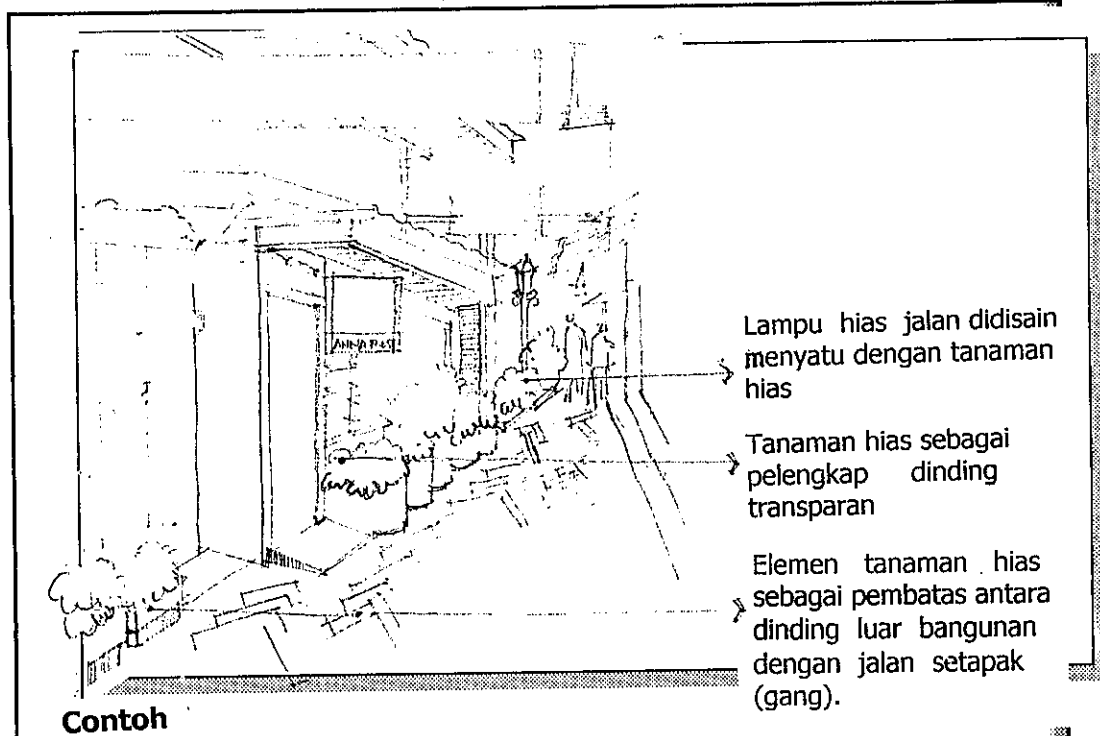 Lampu hias jalan didisain
menyatu dengan tanaman
hias
Tanaman hias sebagai
pelengkap dinding
transparan
Elemen tanaman hias
sebagai pembatas antara
dinding luar bangunan
dengan jalan setapak
(gang).
Contoh